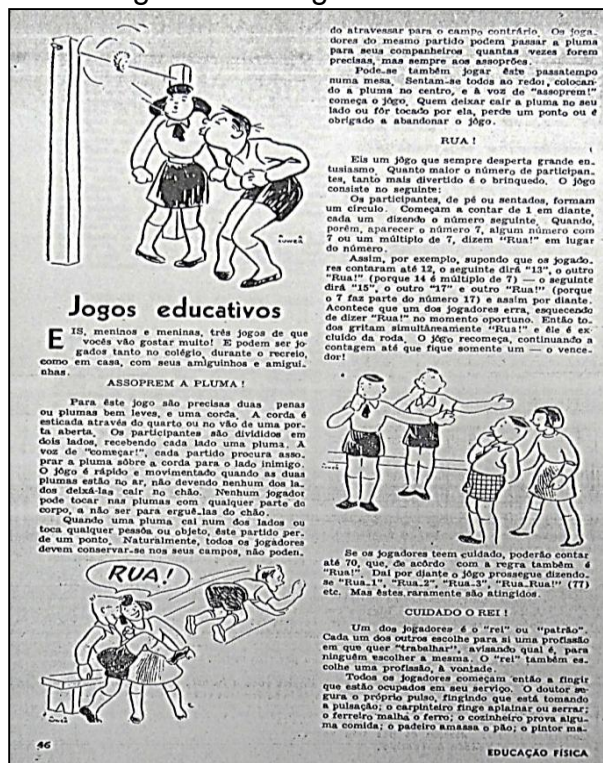 Jogos educativos
EIS, meninos e meninas, três jogos de que
vocês vão gostar muito! E podem ser jo-
gados tanto no colégio, durante o recreio,
como em casa, com seus amiguinhos e amigui-
nhas.
ASSOPREM A PLUMA!
Para êste jogo são precisas duas penas
ou plumas bem leves, e uma corda. A corda é
esticada através do quarto ou no vão de uma por-
ta aberta. Os participantes são divididos em
dois lados, recebendo cada lado uma pluma. A
voz de "começar!", cada partido procura asso-
prar a pluma sôbre a corda para o lado inimigo.
O jôgo é rápido e movimentado quando as duas
plumas estão no ar, não devendo nenhum dos la-
dos deixá-las cair no chão. Nenhum jogador
pode tocar nas plumas com qualquer parte do
corpo, a não ser para erguê-las do chão.
Quando uma pluma cai num dos lados ou
toca qualquer pessôa ou objeto, êste partido per-
de um ponto. Naturalmente, todos os jogadores
devem conservar-se nos seus campos, não poden-
RUA!
46
do atravessar para o campo contrário. Os joga-
dores do mesmo partido podem passar a pluma
para seus companheiros quantas vezes forem
precisas, mas sempre aos assoprões.
Pode-se também jogar êste passatempo
numa mesa. Sentam-se todos ao redor, colocan-
do a pluma no centro, e à voz de "assoprem!"
começa o jôgo. Quem deixar cair a pluma no seu
lado ou fôr tocado por ela, perde um ponto ou é
obrigado a abandonar o jôgo.
RUA!
Eis um jôgo que sempre desperta grande en-
tusiasmo. Quanto maior o número de participan-
tes, tanto mais divertido é o brinquedo. O jôgo
consiste no seguinte:
Os participantes, de pé ou sentados, formam
um círculo. Começam a contar de 1 em diante,
cada um dizendo o número seguinte. Quando,
porém, aparecer o número 7, algum número com
7 ou um múltiplo de 7, dizem "Rua!" em lugar
do número.
Assim, por exemplo, supondo que os jogado-
res contaram até 12, o seguinte dirá "13", o outro
"Rua!" (porque 14 é múltiplo de 7) — o seguinte
dirá "15", o outro "17" e outro "Rua!" (porque
o 7 faz parte do número 17) e assim por diante.
Acontece que um dos jogadores erra, esquecendo
de dizer "Rua!" no momento oportuno. Então to-
dos gritam simultâneamente "Rua!" e êle é ex-
cluído da roda. O jôgo recomeça, continuando a
contagem até que fique somente um — o vence-
dor!
Se os jogadores teem cuidado, poderão contar
até 70, que, de acôrdo com a regra também é
"Rua!". Daí por diante o jôgo prossegue dizendo-
se "Rua-1", "Rua-2", "Rua-3", "Rua-Rua!" (77)
etc. Mas êstes raramente são atingidos.
CUIDADO O REI!
Um dos jogadores é o "rei" ou "patrão".
Cada um dos outros escolhe para si uma profissão
em que quer "trabalhar", avisando qual é, para
ninguém escolher a mesma. O "rei" também es-
colhe uma profissão, à vontade.
Todos os jogadores começam então a fingir
que estão ocupados em seu serviço. O doutor se-
gura o próprio pulso, fingindo que está tomando
a pulsação; o carpinteiro finge aplainar ou serrar;
o ferreiro malha o ferro; o cozinheiro prova algu-
ma comida; o padeiro amassa o pão; o pintor ma-
EDUCAÇÃO FÍSICA